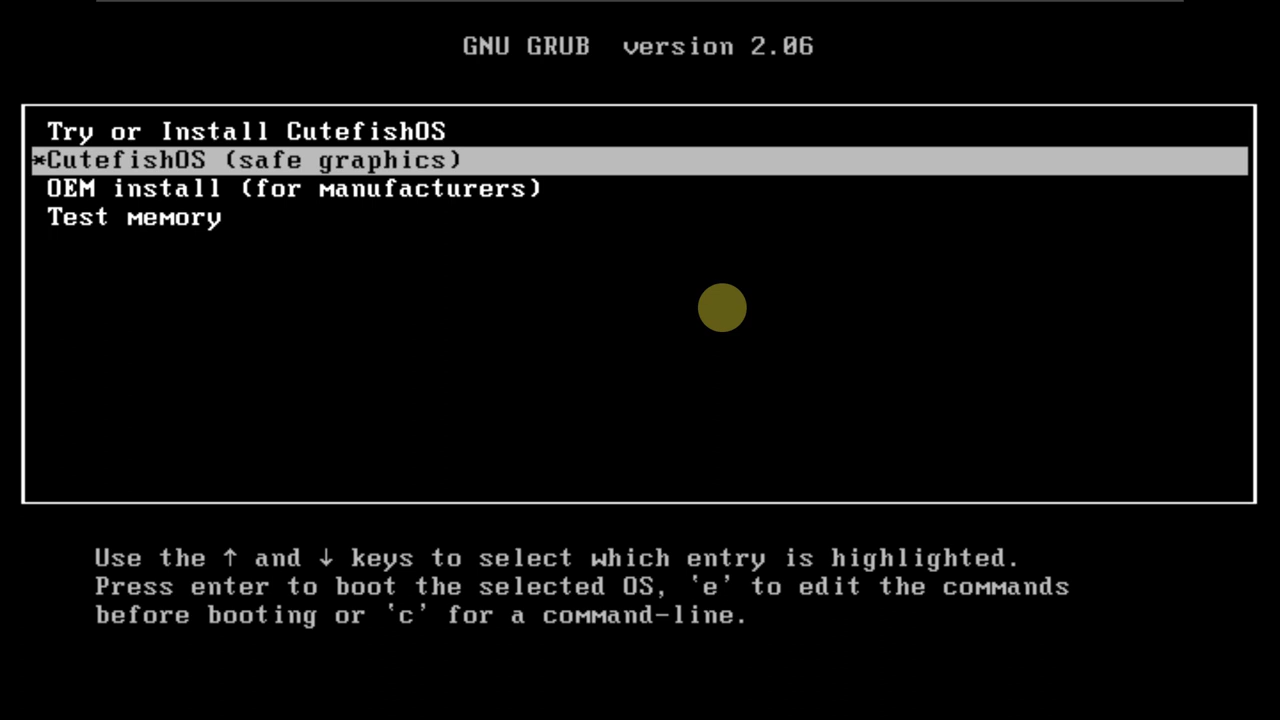 GNU GRUB  version 2.06
Try or Install CutefishOS
*CutefishOS (safe graphics)
OEM install (for manufacturers)
Test memory
Use the ↑ and ↓ keys to select which entry is highlighted.
Press enter to boot the selected OS, `e' to edit the commands
before booting or `c' for a command-line.